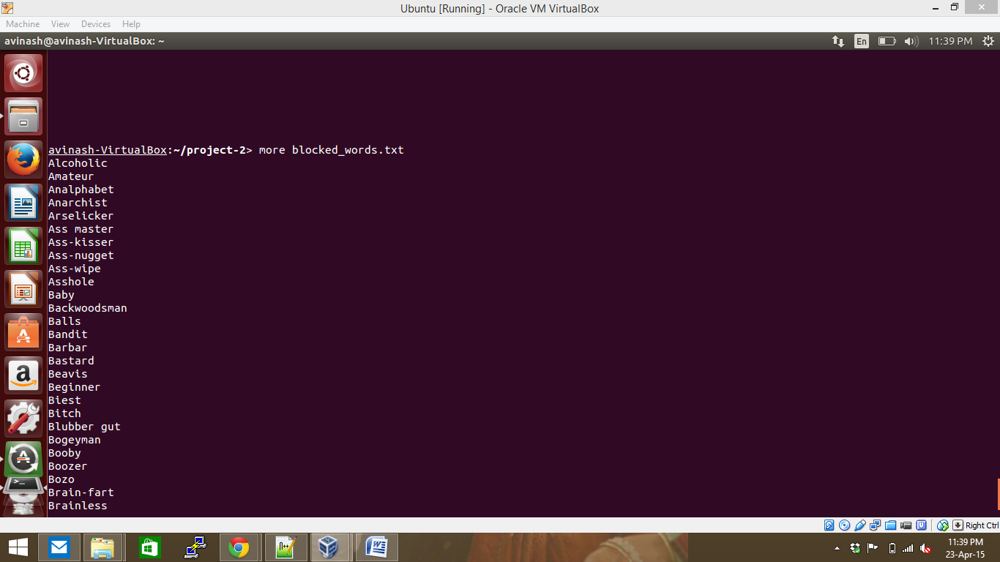 Ubuntu [Running] - Oracle VM VirtualBox
Machine View Devices Help
avinash@avinash-VirtualBox: ~ En 11:39 PM
avinash-VirtualBox:~/project-2> more blocked_words.txt
Alcoholic
Amateur
Analphabet
Anarchist
Arselicker
Ass master
Ass-kisser
Ass-nugget
Ass-wipe
Asshole
Baby
Backwoodsman
Balls
Bandit
Barbar
Bastard
Beavis
Beginner
Biest
Bitch
Blubber gut
Bogeyman
Booby
Boozer
Bozo
Brain-fart
Brainless
Right Ctrl
11:39 PM
23-Apr-15